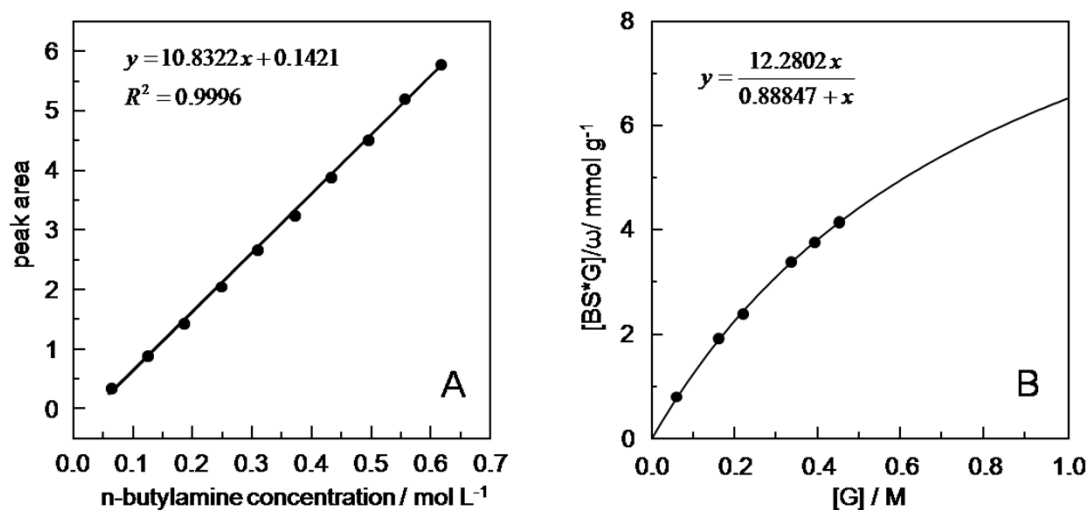 y = 10.8322x + 0.1421
R² = 0.9996
6
5
4
3
2
1
0
peak area
A
0.0 0.1 0.2 0.3 0.4 0.5 0.6 0.7
n-butylamine concentration / mol L⁻¹
y = 12.2802x / 0.88847 + x
8
6
4
2
0
[BS*G]/ω/ mmol g⁻¹
B
0.0 0.2 0.4 0.6 0.8 1.0
[G] / M